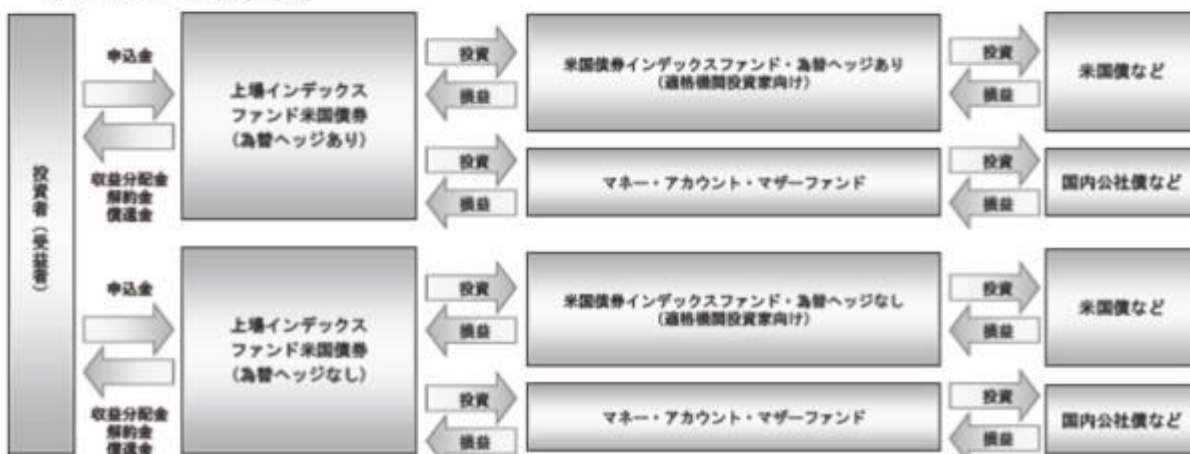 投資者（受益者）
申込金
収益分配金
解約金
償還金
上場インデックス
ファンド米国債券
（為替ヘッジあり）
投資
損益
米国債券インデックスファンド・為替ヘッジあり
（適格機関投資家向け）
投資
損益
米国債など
投資
損益
マネー・アカウント・マザーファンド
投資
損益
国内公社債など
申込金
収益分配金
解約金
償還金
上場インデックス
ファンド米国債券
（為替ヘッジなし）
投資
損益
米国債券インデックスファンド・為替ヘッジなし
（適格機関投資家向け）
投資
損益
米国債など
投資
損益
マネー・アカウント・マザーファンド
投資
損益
国内公社債など